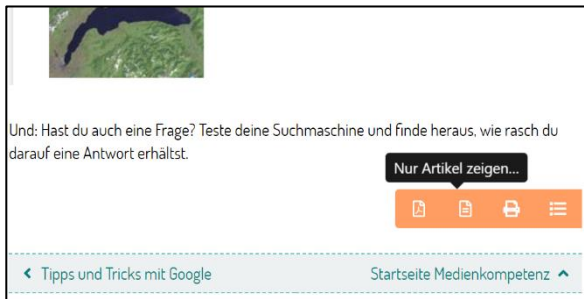 Und: Hast du auch eine Frage? Teste deine Suchmaschine und finde heraus, wie rasch du
darauf eine Antwort erhältst.
Nur Artikel zeigen...
Tipps und Tricks mit Google
Startseite Medienkompetenz